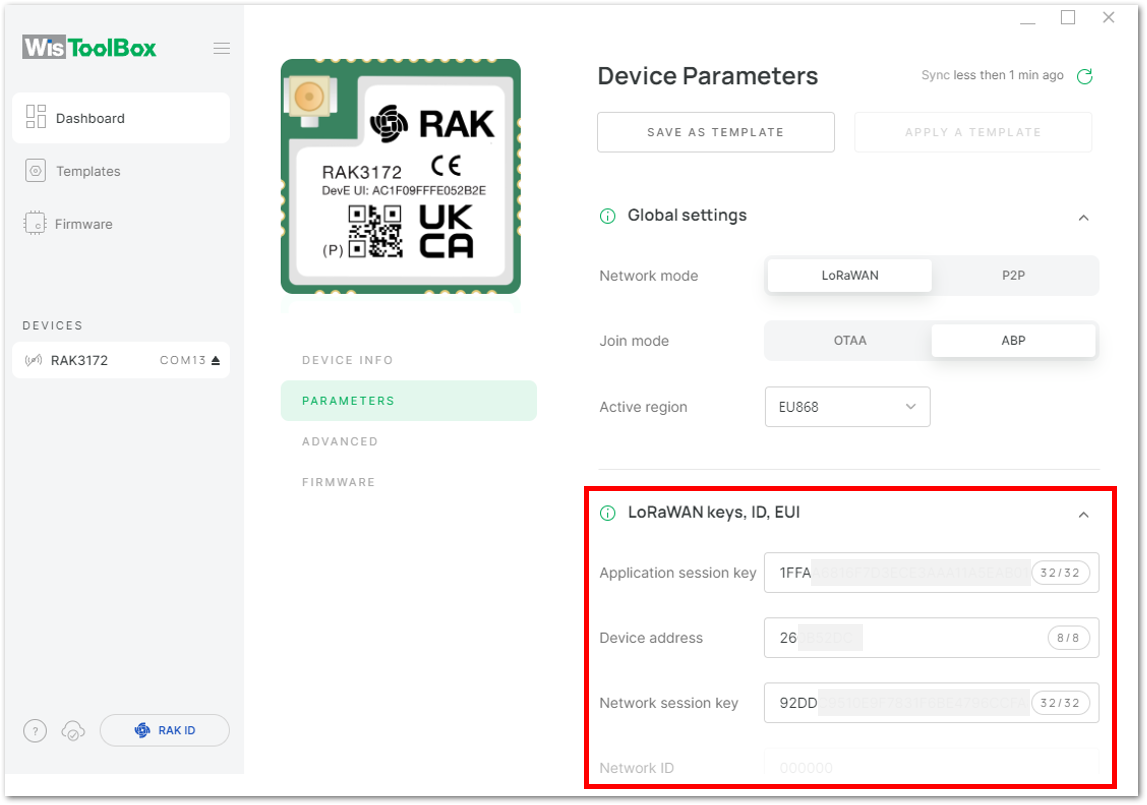 WisToolBox
Dashboard
Templates
Firmware
DEVICES
RAK3172 COM13
?
RAK ID
RAK
RAK3172
DevE UI: AC1F09FFFE052B2E
CE
(P)
UK
CA
DEVICE INFO
PARAMETERS
ADVANCED
FIRMWARE
Device Parameters
Sync less then 1 min ago
SAVE AS TEMPLATE
APPLY A TEMPLATE
Global settings
Network mode LoRaWAN P2P
Join mode OTAA ABP
Active region EU868
LoRaWAN keys, ID, EUI
Application session key 1FFA 32/32
Device address 26 8/8
Network session key 92DD 32/32
Network ID 000000